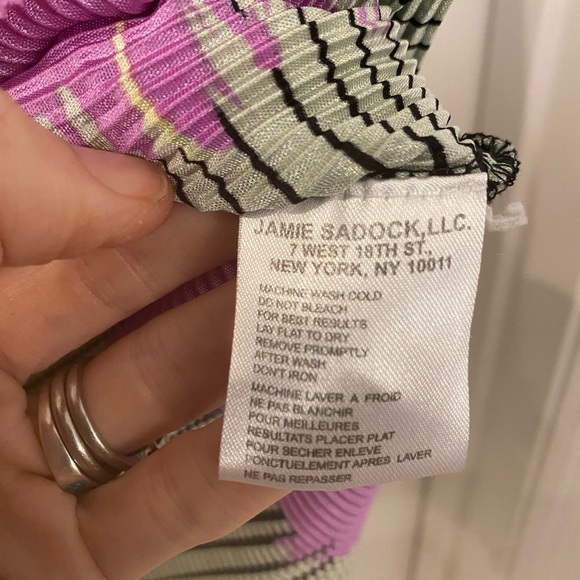 JAMIE SADOCK,LLC.
7 WEST 18TH ST.,
NEW YORK, NY 10011
MACHINE WASH COLD
DO NOT BLEACH
FOR BEST RESULTS
LAY FLAT TO DRY
REMOVE PROMPTLY
AFTER WASH
DON'T IRON
MACHINE LAVER A FROID
NE PAS BLANCHIR
POUR MEILLEURES
RESULTATS PLACER PLAT
POUR SECHER ENLEVE
PONCTUELEMENT APRES LAVER
NE PAS REPASSER